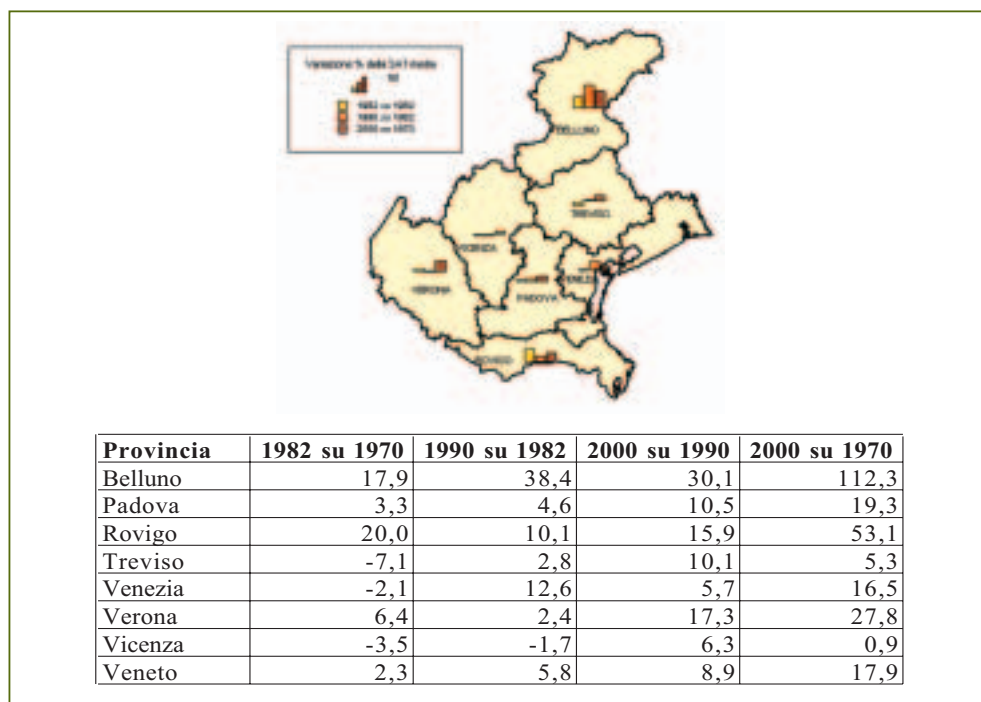 BELLUNO
TREVISO
VICENZA
VERONA
PADOVA
ROVIGO
Provincia 1982 su 1970 1990 su 1982 2000 su 1990 2000 su 1970
Belluno 17,9 38,4 30,1 112,3
Padova 3,3 4,6 10,5 19,3
Rovigo 20,0 10,1 15,9 53,1
Treviso -7,1 2,8 10,1 5,3
Venezia -2,1 12,6 5,7 16,5
Verona 6,4 2,4 17,3 27,8
Vicenza -3,5 -1,7 6,3 0,9
Veneto 2,3 5,8 8,9 17,9